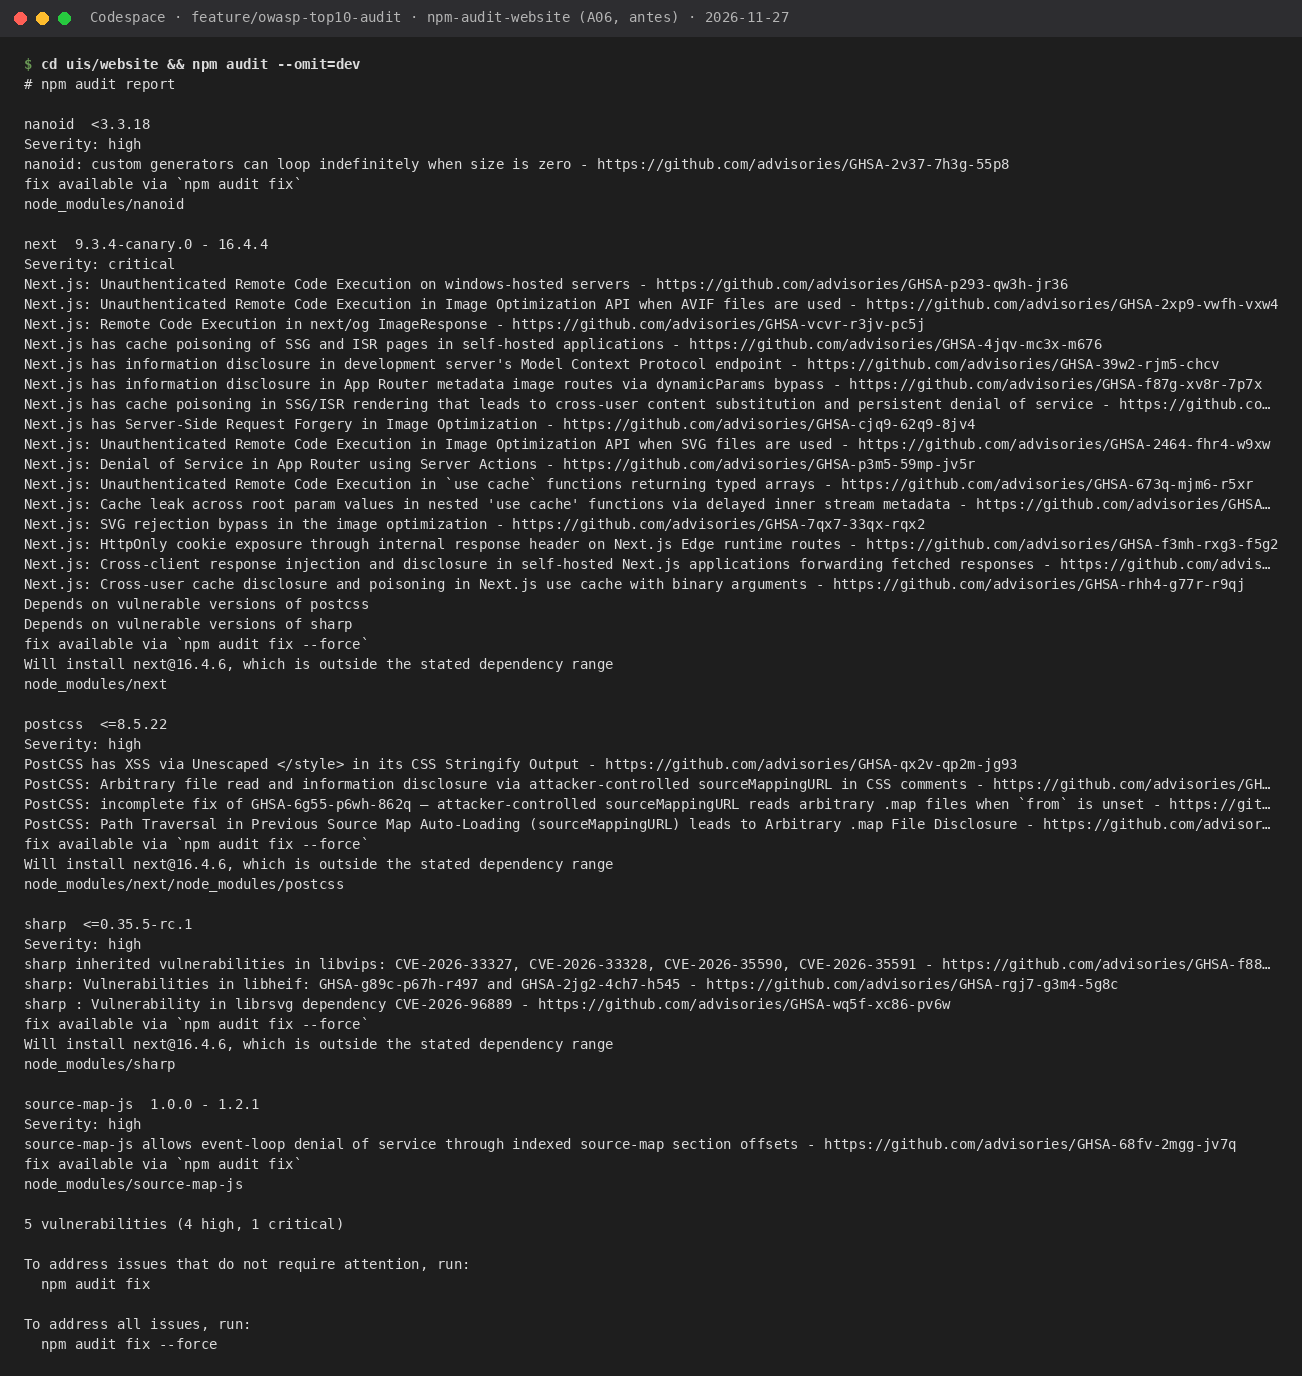 Codespace · feature/owasp-top10-audit · npm-audit-website (A06, antes) · 2026-11-27
$ cd uis/website && npm audit --omit=dev
# npm audit report
nanoid  <3.3.18
Severity: high
nanoid: custom generators can loop indefinitely when size is zero - https://github.com/advisories/GHSA-2v37-7h3g-55p8
fix available via `npm audit fix`
node_modules/nanoid
next  9.3.4-canary.0 - 16.4.4
Severity: critical
Next.js: Unauthenticated Remote Code Execution on windows-hosted servers - https://github.com/advisories/GHSA-p293-qw3h-jr36
Next.js: Unauthenticated Remote Code Execution in Image Optimization API when AVIF files are used - https://github.com/advisories/GHSA-2xp9-vwfh-vxw4
Next.js: Remote Code Execution in next/og ImageResponse - https://github.com/advisories/GHSA-vcvr-r3jv-pc5j
Next.js has cache poisoning of SSG and ISR pages in self-hosted applications - https://github.com/advisories/GHSA-4jqv-mc3x-m676
Next.js has information disclosure in development server's Model Context Protocol endpoint - https://github.com/advisories/GHSA-39w2-rjm5-chcv
Next.js has information disclosure in App Router metadata image routes via dynamicParams bypass - https://github.com/advisories/GHSA-f87g-xv8r-7p7x
Next.js has cache poisoning in SSG/ISR rendering that leads to cross-user content substitution and persistent denial of service - https://github.co…
Next.js has Server-Side Request Forgery in Image Optimization - https://github.com/advisories/GHSA-cjq9-62q9-8jv4
Next.js: Unauthenticated Remote Code Execution in Image Optimization API when SVG files are used - https://github.com/advisories/GHSA-2464-fhr4-w9xw
Next.js: Denial of Service in App Router using Server Actions - https://github.com/advisories/GHSA-p3m5-59mp-jv5r
Next.js: Unauthenticated Remote Code Execution in `use cache` functions returning typed arrays - https://github.com/advisories/GHSA-673q-mjm6-r5xr
Next.js: Cache leak across root param values in nested 'use cache' functions via delayed inner stream metadata - https://github.com/advisories/GHSA…
Next.js: SVG rejection bypass in the image optimization - https://github.com/advisories/GHSA-7qx7-33qx-rqx2
Next.js: HttpOnly cookie exposure through internal response header on Next.js Edge runtime routes - https://github.com/advisories/GHSA-f3mh-rxg3-f5g2
Next.js: Cross-client response injection and disclosure in self-hosted Next.js applications forwarding fetched responses - https://github.com/advis…
Next.js: Cross-user cache disclosure and poisoning in Next.js use cache with binary arguments - https://github.com/advisories/GHSA-rhh4-g77r-r9qj
Depends on vulnerable versions of postcss
Depends on vulnerable versions of sharp
fix available via `npm audit fix --force`
Will install next@16.4.6, which is outside the stated dependency range
node_modules/next
postcss  <=8.5.22
Severity: high
PostCSS has XSS via Unescaped </style> in its CSS Stringify Output - https://github.com/advisories/GHSA-qx2v-qp2m-jg93
PostCSS: Arbitrary file read and information disclosure via attacker-controlled sourceMappingURL in CSS comments - https://github.com/advisories/GH…
PostCSS: incomplete fix of GHSA-6g55-p6wh-862q — attacker-controlled sourceMappingURL reads arbitrary .map files when `from` is unset - https://git…
PostCSS: Path Traversal in Previous Source Map Auto-Loading (sourceMappingURL) leads to Arbitrary .map File Disclosure - https://github.com/advisor…
fix available via `npm audit fix --force`
Will install next@16.4.6, which is outside the stated dependency range
node_modules/next/node_modules/postcss
sharp  <=0.35.5-rc.1
Severity: high
sharp inherited vulnerabilities in libvips: CVE-2026-33327, CVE-2026-33328, CVE-2026-35590, CVE-2026-35591 - https://github.com/advisories/GHSA-f88…
sharp: Vulnerabilities in libheif: GHSA-g89c-p67h-r497 and GHSA-2jg2-4ch7-h545 - https://github.com/advisories/GHSA-rgj7-g3m4-5g8c
sharp : Vulnerability in librsvg dependency CVE-2026-96889 - https://github.com/advisories/GHSA-wq5f-xc86-pv6w
fix available via `npm audit fix --force`
Will install next@16.4.6, which is outside the stated dependency range
node_modules/sharp
source-map-js  1.0.0 - 1.2.1
Severity: high
source-map-js allows event-loop denial of service through indexed source-map section offsets - https://github.com/advisories/GHSA-68fv-2mgg-jv7q
fix available via `npm audit fix`
node_modules/source-map-js
5 vulnerabilities (4 high, 1 critical)
To address issues that do not require attention, run:
npm audit fix
To address all issues, run:
npm audit fix --force